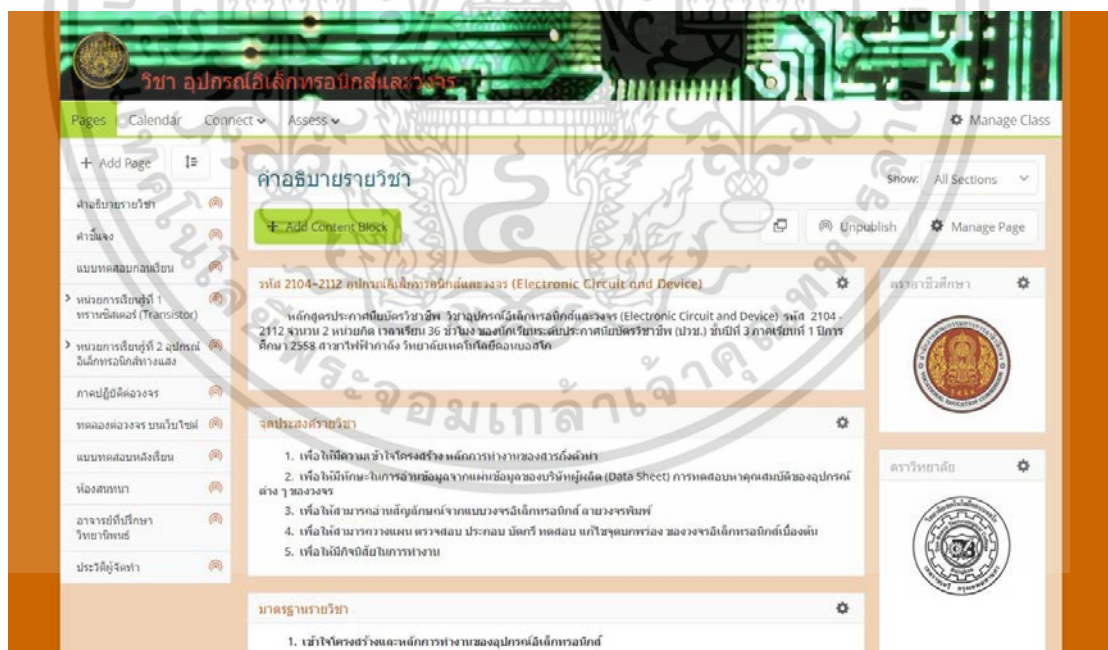 วิชา อุปกรณ์อิเล็กทรอนิกส์และวงจร
Pages Calendar Connect Assess Manage Class
+ Add Page
คำอธิบายรายวิชา
คำชี้แจง
แบบทดสอบก่อนเรียน
หน่วยการเรียนรู้ที่ 1
ทรานซิสเตอร์ (Transistor)
หน่วยการเรียนรู้ที่ 2 อุปกรณ์
อิเล็กทรอนิกส์ทางแสง
ภาคปฏิบัติต่อวงจร
ทดลองต่อวงจร บนเว็บไซต์
แบบทดสอบหลังเรียน
ห้องสนทนา
อาจารย์ที่ปรึกษา
วิทยานิพนธ์
ประวัติผู้จัดทำ
คำอธิบายรายวิชา
Show: All Sections
+ Add Content Block Unpublish Manage Page
รหัส 2104-2112 อุปกรณ์อิเล็กทรอนิกส์และวงจร (Electronic Circuit and Device)
หลักสูตรประกาศนียบัตรวิชาชีพ วิชาอุปกรณ์อิเล็กทรอนิกส์และวงจร (Electronic Circuit and Device) รหัส 2104 -
2112 จำนวน 2 หน่วยกิต เวลาเรียน 36 ชั่วโมง ของนักเรียนระดับประกาศนียบัตรวิชาชีพ (ปวช.) ชั้นปีที่ 3 ภาคเรียนที่ 1 ปีการ
ศึกษา 2558 สาขาวิชาไฟฟ้ากำลัง วิทยาลัยเทคโนโลยีดอนบอสโก
จุดประสงค์รายวิชา
1. เพื่อให้มีความเข้าใจโครงสร้าง หลักการทำงานของสารกึ่งตัวนำ
2. เพื่อให้มีทักษะในการอ่านข้อมูลจากแผ่นข้อมูลของบริษัทผู้ผลิต (Data Sheet) การทดสอบหาคุณสมบัติของอุปกรณ์
ต่าง ๆ ของวงจร
3. เพื่อให้สามารถอ่านสัญลักษณ์จากแบบวงจรอิเล็กทรอนิกส์ ลายวงจรพิมพ์
4. เพื่อให้สามารถวางแผน ตรวจสอบ ประกอบ บัดกรี ทดสอบ แก้ไขจุดบกพร่อง ของวงจรอิเล็กทรอนิกส์เบื้องต้น
5. เพื่อให้มีกิจนิสัยในการทำงาน
มาตรฐานรายวิชา
1. เข้าใจโครงสร้างและหลักการทำงานของอุปกรณ์อิเล็กทรอนิกส์
ตราอาชีวศึกษา
ตราวิทยาลัย